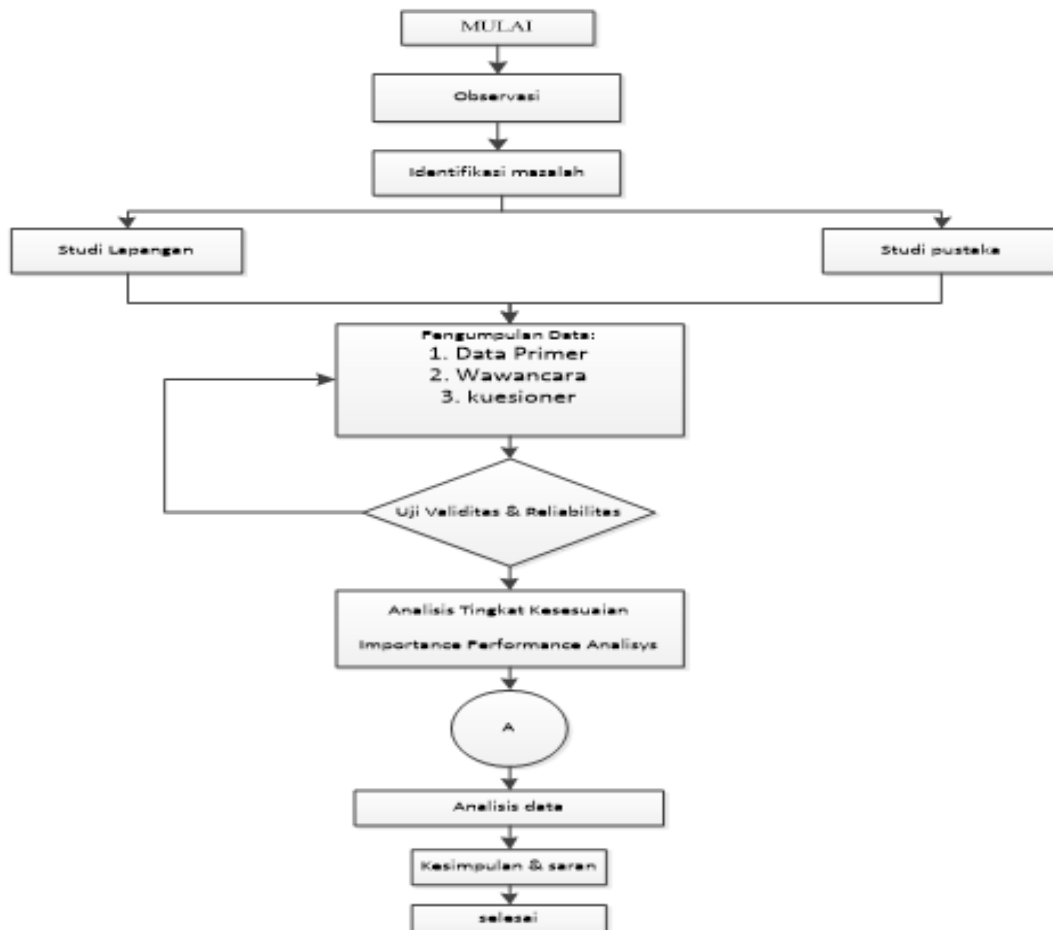 MULAI
Observasi
Identifikasi masalah
Studi Lapangan
Studi pustaka
Pengumpulan Data:
1. Data Primer
2. Wawancara
3. kuesioner
Uji Validitas & Reliabilitas
Analisis Tingkat Kesesuaian
Importance Performance Analisys
A
Analisis data
Kesimpulan & saran
selesai